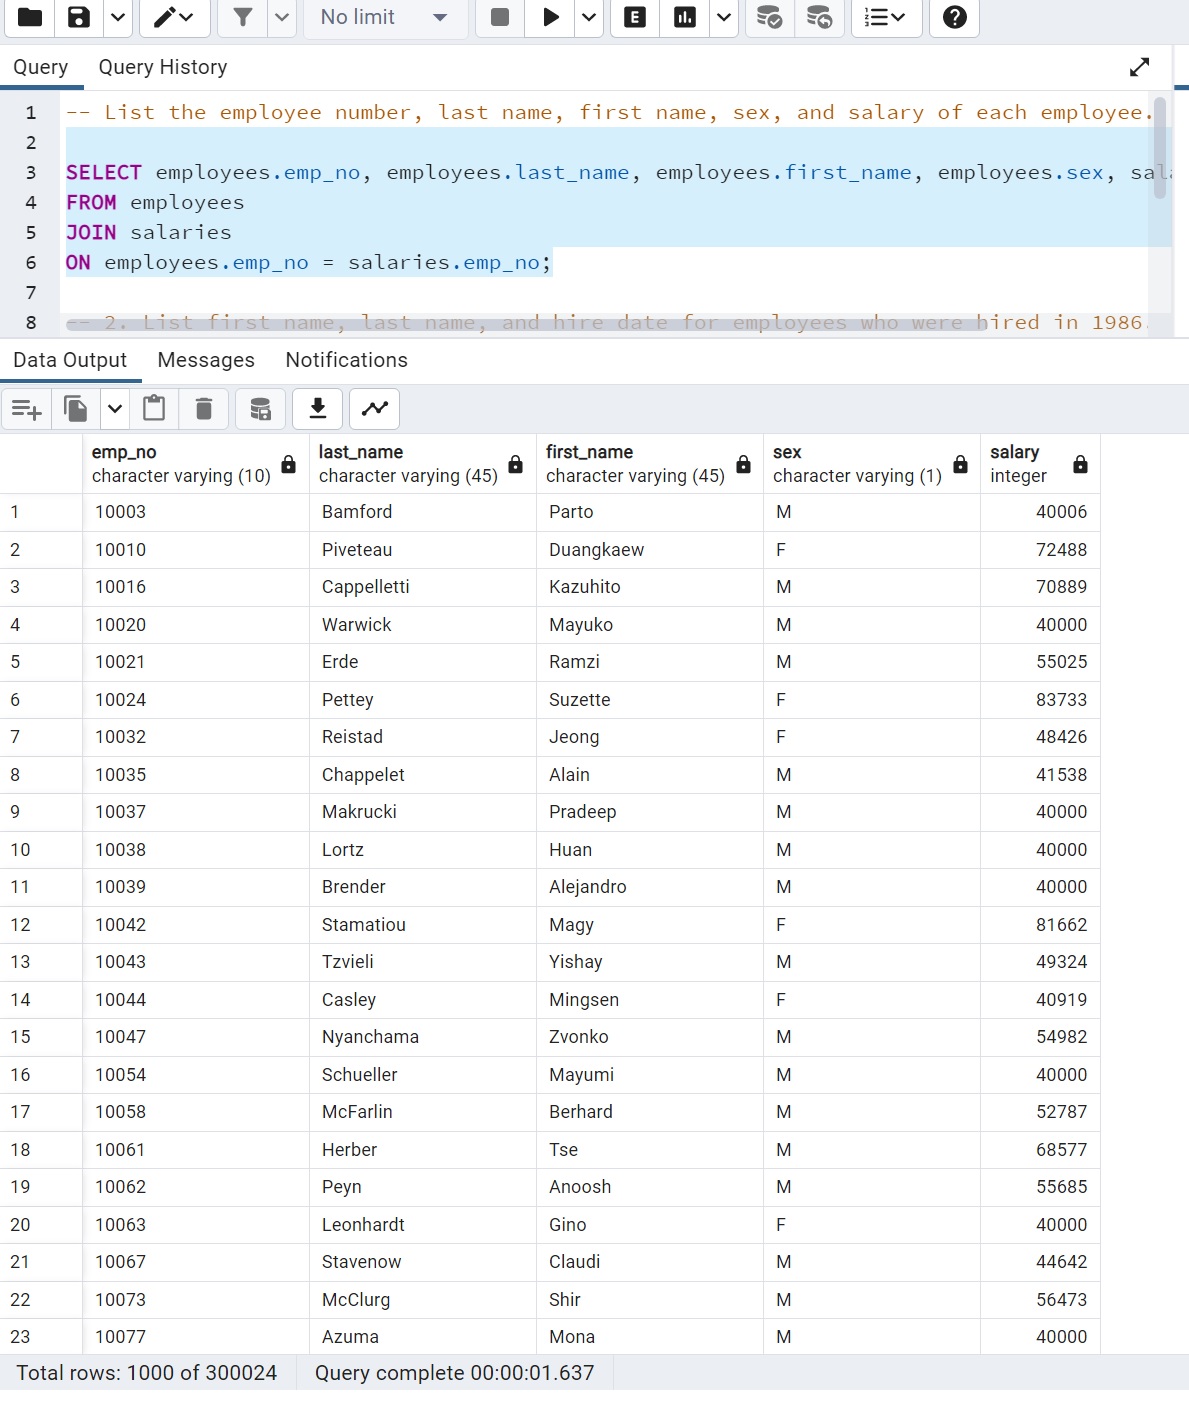 No limit
E
Query Query History
1 -- List the employee number, last name, first name, sex, and salary of each employee.
2
3 SELECT employees.emp_no, employees.last_name, employees.first_name, employees.sex, sala
4 FROM employees
5 JOIN salaries
6 ON employees.emp_no = salaries.emp_no;
7
8 -- 2. List first name, last name, and hire date for employees who were hired in 1986.
Data Output Messages Notifications
emp_no last_name first_name sex salary
character varying (10) character varying (45) character varying (45) character varying (1) integer
1 10003 Bamford Parto M 40006
2 10010 Piveteau Duangkaew F 72488
3 10016 Cappelletti Kazuhito M 70889
4 10020 Warwick Mayuko M 40000
5 10021 Erde Ramzi M 55025
6 10024 Pettey Suzette F 83733
7 10032 Reistad Jeong F 48426
8 10035 Chappelet Alain M 41538
9 10037 Makrucki Pradeep M 40000
10 10038 Lortz Huan M 40000
11 10039 Brender Alejandro M 40000
12 10042 Stamatiou Magy F 81662
13 10043 Tzvieli Yishay M 49324
14 10044 Casley Mingsen F 40919
15 10047 Nyanchama Zvonko M 54982
16 10054 Schueller Mayumi M 40000
17 10058 McFarlin Berhard M 52787
18 10061 Herber Tse M 68577
19 10062 Peyn Anoosh M 55685
20 10063 Leonhardt Gino F 40000
21 10067 Stavenow Claudi M 44642
22 10073 McClurg Shir M 56473
23 10077 Azuma Mona M 40000
Total rows: 1000 of 300024 Query complete 00:00:01.637